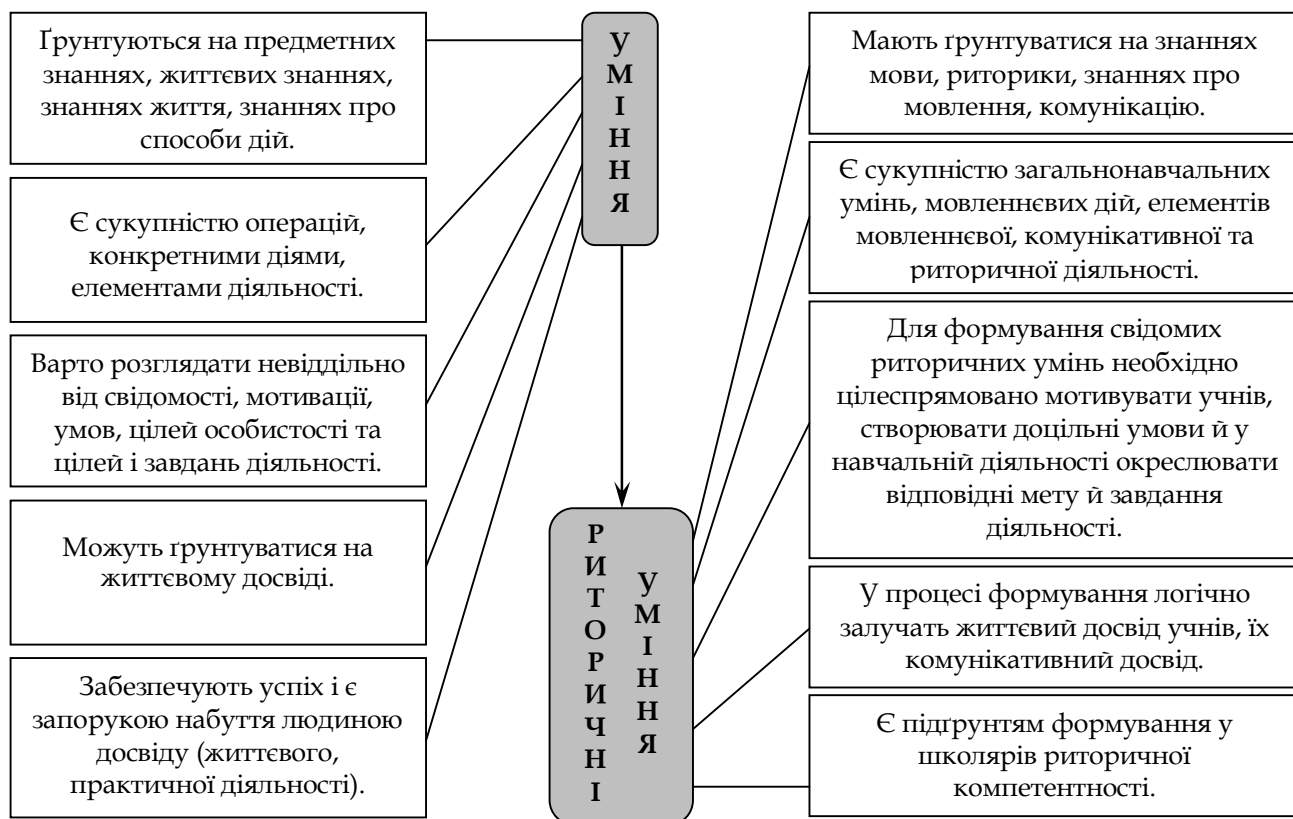 Ґрунтуються на предметних
знаннях, життєвих знаннях,
знаннях життя, знаннях про
способи дій.
Є сукупністю операцій,
конкретними діями,
елементами діяльності.
Варто розглядати невіддільно
від свідомості, мотивації,
умов, цілей особистості та
цілей і завдань діяльності.
Можуть ґрунтуватися на
життєвому досвіді.
Забезпечують успіх і є
запорукою набуття людиною
досвіду (життєвого,
практичної діяльності).
УМІННЯ
РИТОРИЧНІ
УМІННЯ
Мають ґрунтуватися на знаннях
мови, риторики, знаннях про
мовлення, комунікацію.
Є сукупністю загальнонавчальних
умінь, мовленнєвих дій, елементів
мовленнєвої, комунікативної та
риторичної діяльності.
Для формування свідомих
риторичних умінь необхідно
цілеспрямовано мотивувати учнів,
створювати доцільні умови й у
навчальній діяльності окреслювати
відповідні мету й завдання
діяльності.
У процесі формування логічно
залучать життєвий досвід учнів, їх
комунікативний досвід.
Є підґрунтям формування у
школярів риторичної
компетентності.